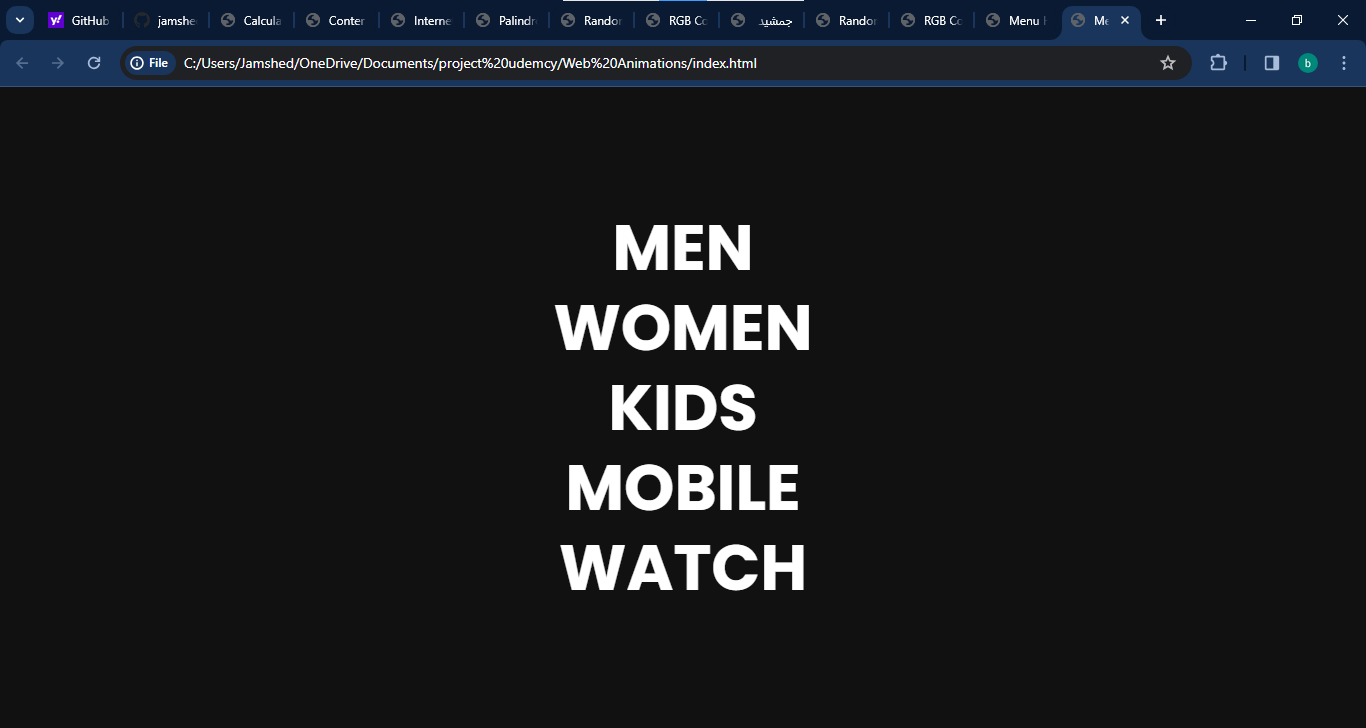 GitHub
jamshe
Calcula
Conter
Interne
Palindr
Randor
RGB Co
جمشید
Randor
RGB Co
Menu
Me
File
C:/Users/Jamshed/OneDrive/Documents/project%20udemcy/Web%20Animations/index.html
b
MEN
WOMEN
KIDS
MOBILE
WATCH